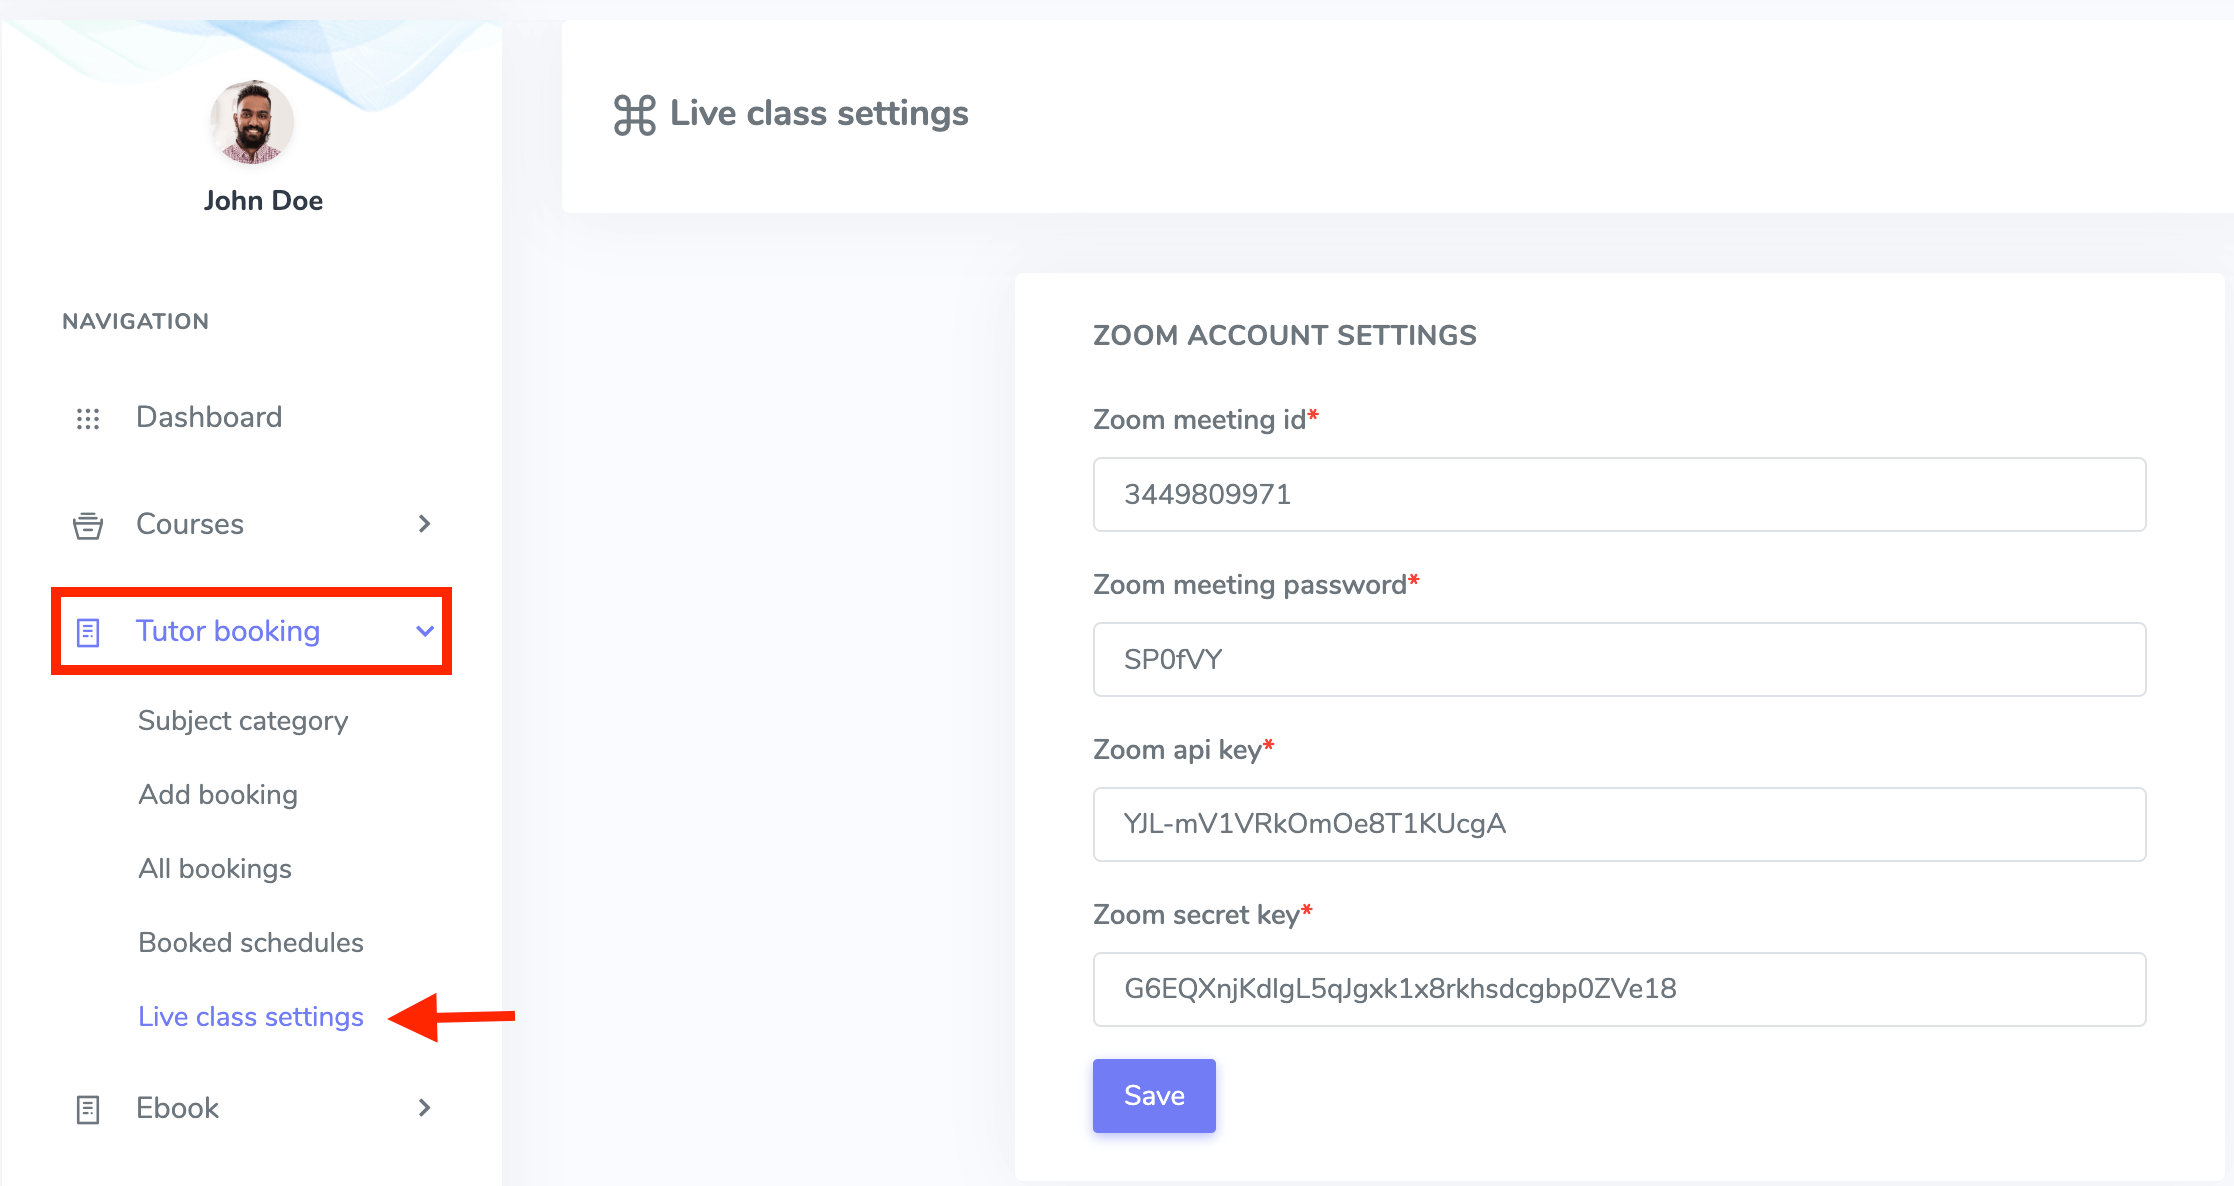 John Doe
NAVIGATION
Dashboard
Courses
Tutor booking
Subject category
Add booking
All bookings
Booked schedules
Live class settings
Ebook
Live class settings
ZOOM ACCOUNT SETTINGS
Zoom meeting id*
3449809971
Zoom meeting password*
SP0fVY
Zoom api key*
YJL-mV1VRkOmOe8T1KUcgA
Zoom secret key*
G6EQXnjKdlgL5qJgxk1x8rkhsdcgbp0ZVe18
Save